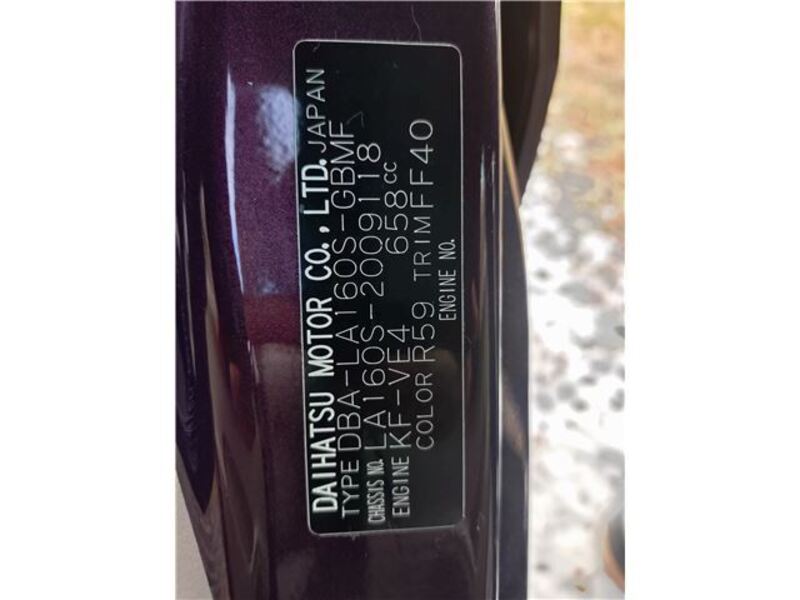 DAIHATSU MOTOR CO., LTD. JAPAN
TYPE DBA-LA160S-GBMF
CHASSIS NO. LA160S-2009118
ENGINE KF-VE4 658cc
COLOR R59 TRIM FF40
ENGINE NO.